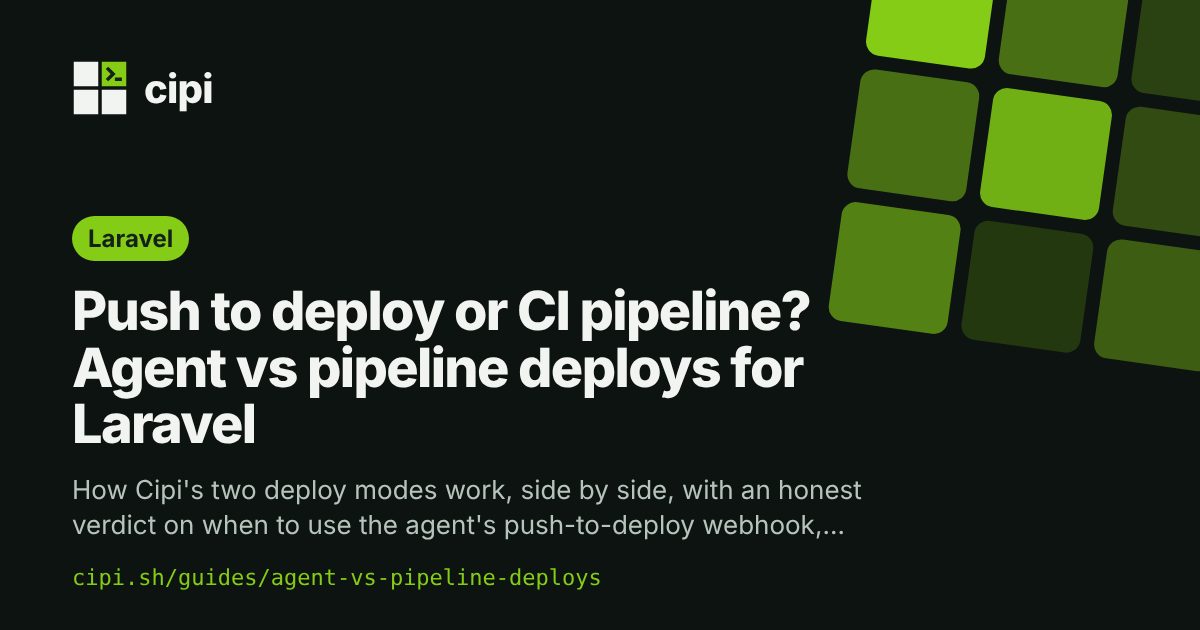 cipi
Laravel
Push to deploy or CI pipeline?
Agent vs pipeline deploys for
Laravel
How Cipi's two deploy modes work, side by side, with an honest
verdict on when to use the agent's push-to-deploy webhook,...
cipi.sh/guides/agent-vs-pipeline-deploys